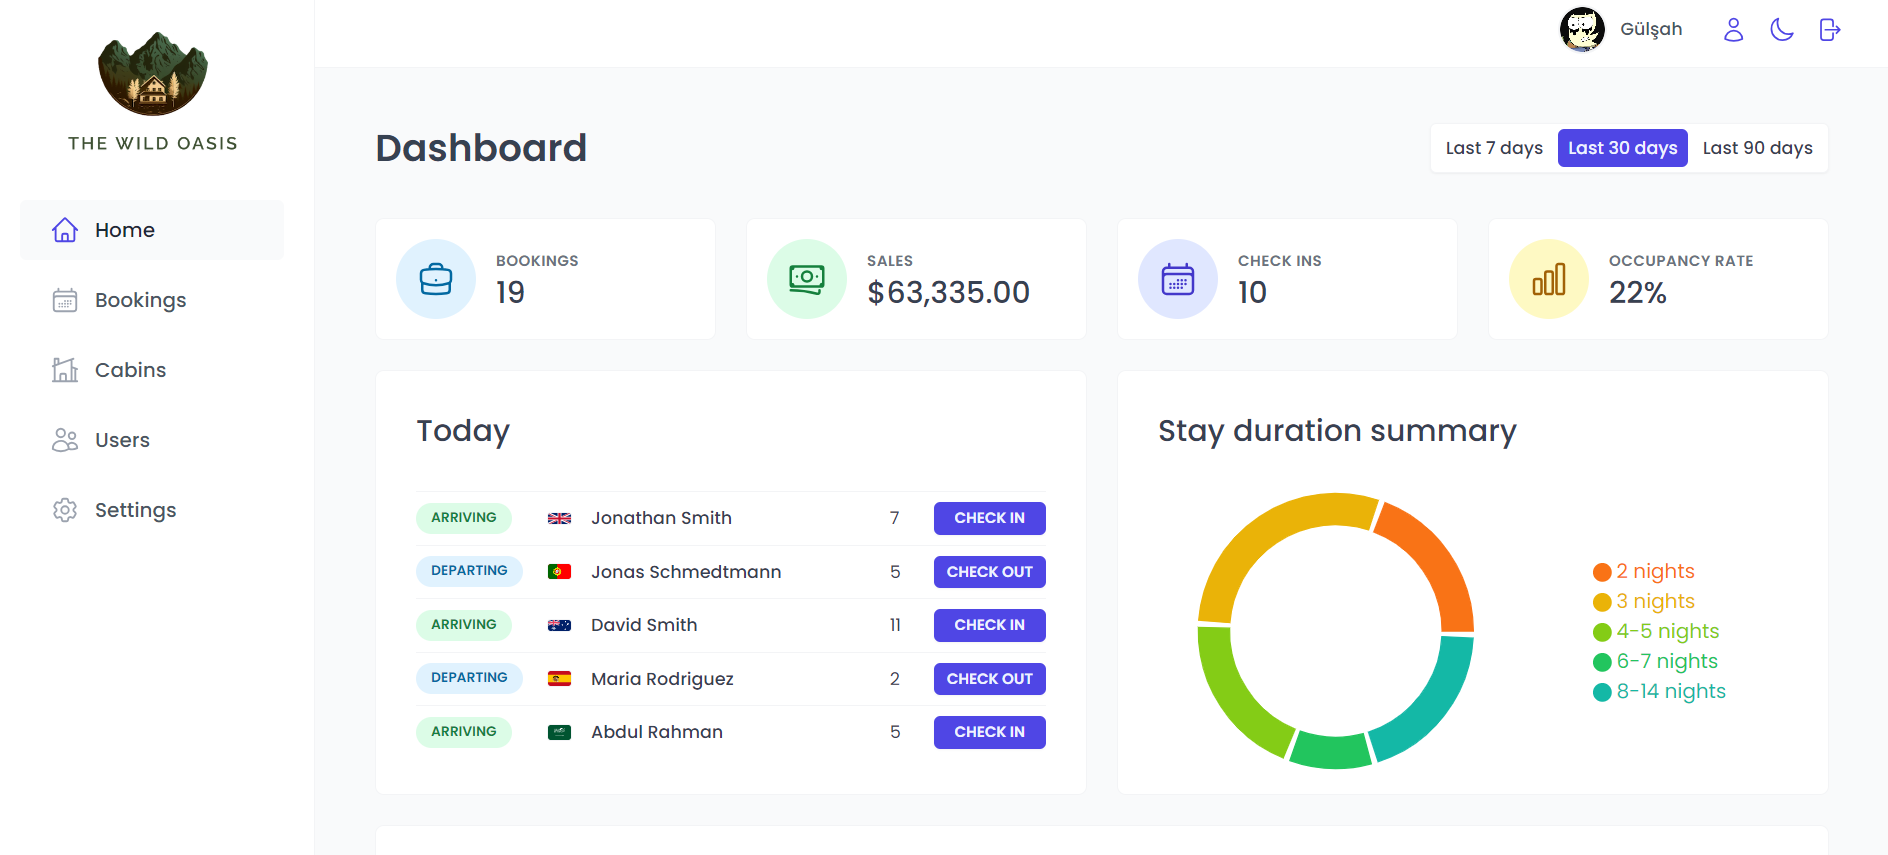 THE WILD OASIS
Home
Bookings
Cabins
Users
Settings
Gülşah
Dashboard
Last 7 days Last 30 days Last 90 days
BOOKINGS
19
SALES
$63,335.00
CHECK INS
10
OCCUPANCY RATE
22%
Today
ARRIVING Jonathan Smith 7 CHECK IN
DEPARTING Jonas Schmedtmann 5 CHECK OUT
ARRIVING David Smith 11 CHECK IN
DEPARTING Maria Rodriguez 2 CHECK OUT
ARRIVING Abdul Rahman 5 CHECK IN
Stay duration summary
2 nights
3 nights
4-5 nights
6-7 nights
8-14 nights